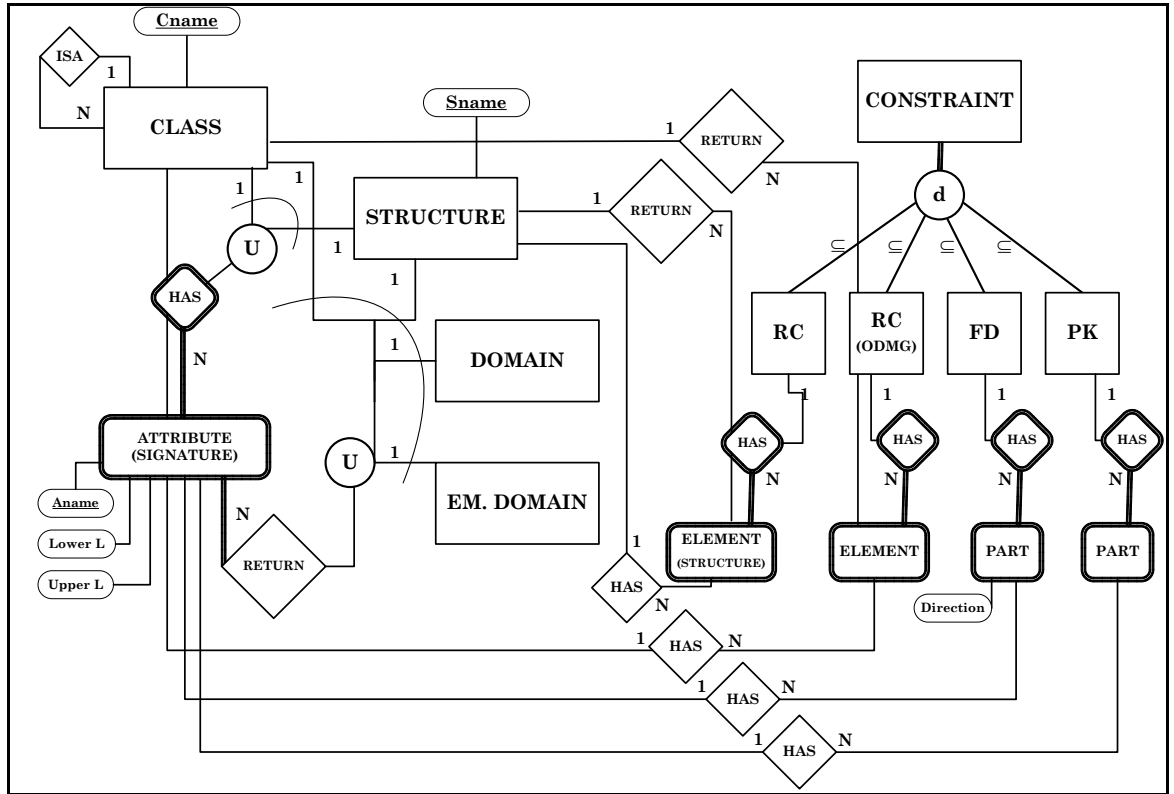 Cname
ISA
1
N
CLASS
Sname
CONSTRAINT
1
RETURN
N
1
1
STRUCTURE
1
RETURN
N
d
U
1
⊆
⊆
⊆
⊆
HAS
1
N
RC
RC
(ODMG)
FD
PK
1
DOMAIN
1
1
1
1
ATTRIBUTE
(SIGNATURE)
HAS
HAS
HAS
HAS
U
1
N
N
N
N
Aname
EM. DOMAIN
N
Lower L
1
ELEMENT
(STRUCTURE)
ELEMENT
PART
PART
RETURN
Upper L
HAS
N
Direction
1
HAS
N
1
HAS
N
1
HAS
N